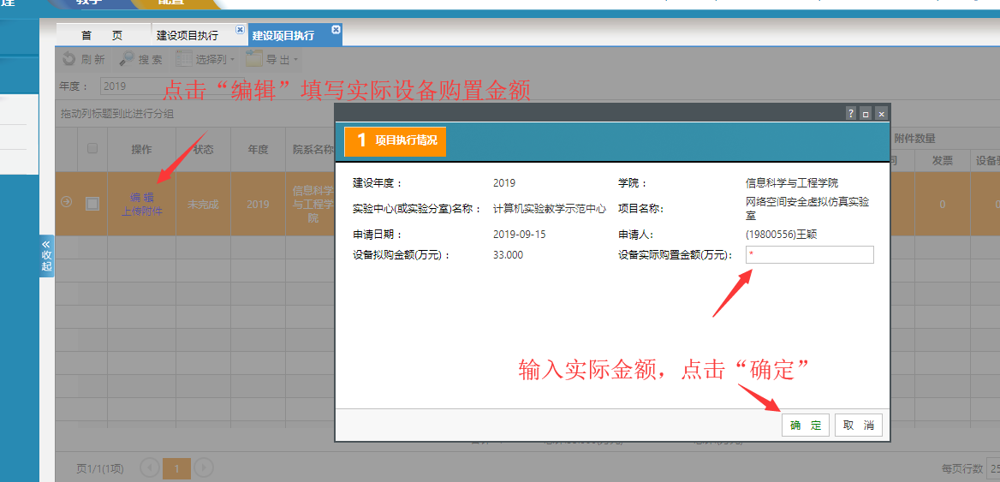 理
教学
配置
首 页
建设项目执行
建设项目执行
刷新
搜索
选择列
导出
年度：
2019
点击“编辑”填写实际设备购置金额
拖动列标题到此进行分组
操作
状态
年度
院系名称
附件数量
发票
编 辑
上传附件
未完成
2019
信息科学
与工程学
院
0
?
1 项目执行情况
建设年度：
2019
学院：
信息科学与工程学院
实验中心(或实验分室)名称：
计算机实验教学示范中心
项目名称：
网络空间安全虚拟仿真实验
室
申请日期：
2019-09-15
申请人：
(19800556)王颖
设备拟购金额(万元)：
33.000
设备实际购置金额(万元)：
*
输入实际金额，点击“确定”
确 定
取 消
收
起
页1/1(1项)
1
每页行数
25